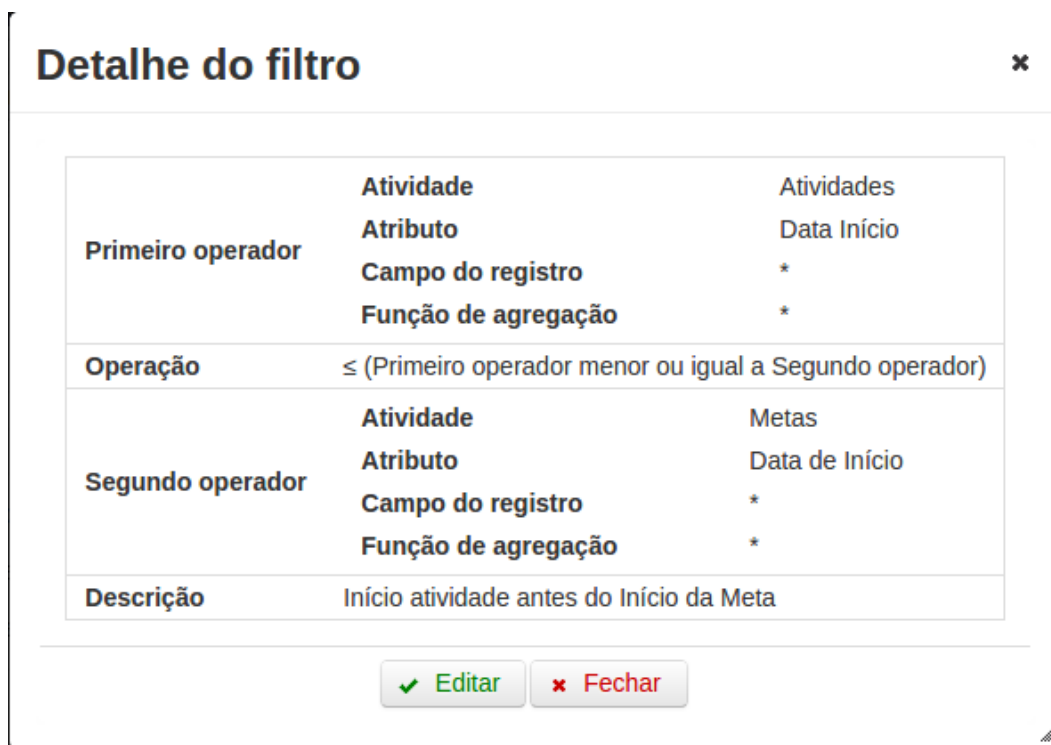 Detalhe do filtro
Primeiro operador
Atividade Atividades
Atributo Data Início
Campo do registro *
Função de agregação *
Operação ≤ (Primeiro operador menor ou igual a Segundo operador)
Segundo operador
Atividade Metas
Atributo Data de Início
Campo do registro *
Função de agregação *
Descrição Início atividade antes do Início da Meta
Editar Fechar